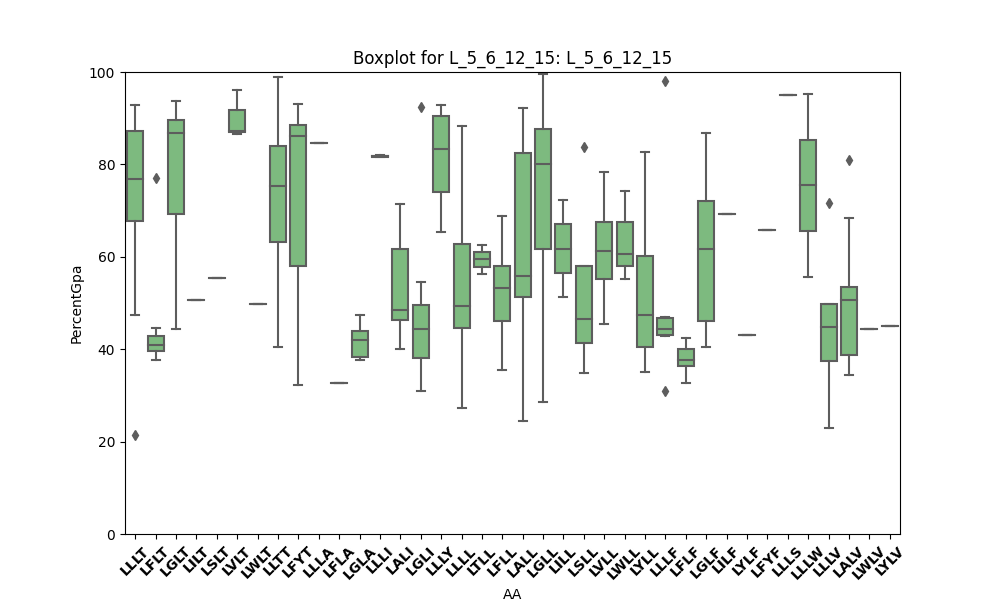 Boxplot for L_5_6_12_15: L_5_6_12_15
PercentGpa
100
80
60
40
20
0
LLLT LFLT LGLT LILT LSLT LVLT LWLT LLTT LFYT LLLA LFLA LGLA LLLI LALI LGLI LLLY LLLL LTLL LFLL LALL LGLL LILL LSLL LVLL LWLL LYLL LLLF LFLF LGLF LILF LYLF LFYF LLLS LLLW LLLV LALV LWLV LYLV
AA